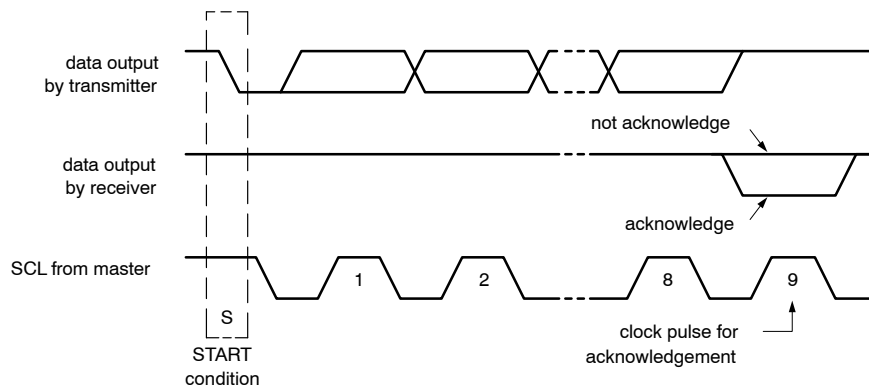 data output
by transmitter
not acknowledge
data output
by receiver
acknowledge
SCL from master
1
2
8
9
S
START
condition
clock pulse for
acknowledgement